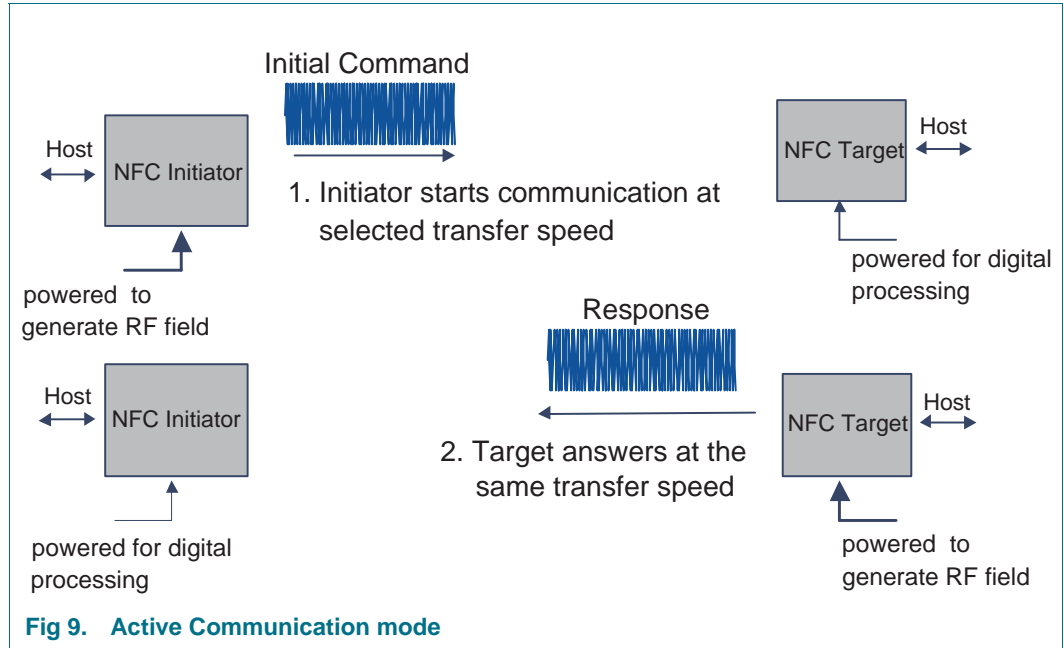 Initial Command
Host
NFC Initiator
NFC Target
Host
1. Initiator starts communication at
selected transfer speed
powered to
generate RF field
powered for digital
processing
Response
Host
NFC Initiator
NFC Target
Host
2. Target answers at the
same transfer speed
powered for digital
processing
powered to
generate RF field
Fig 9. Active Communication mode